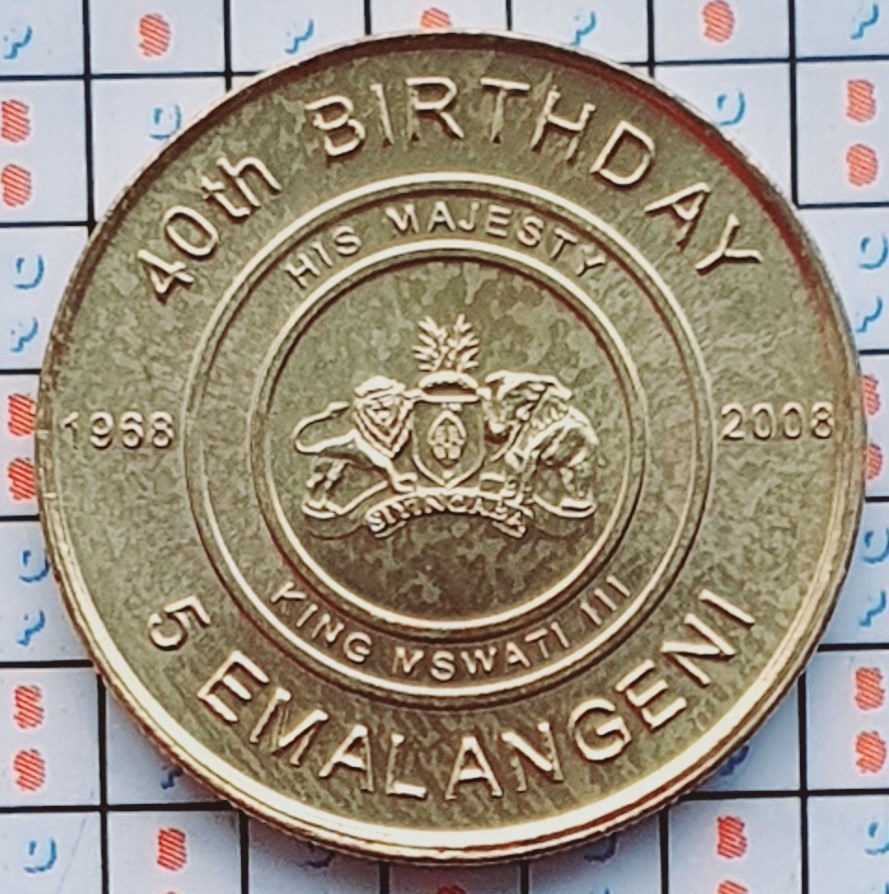 40th BIRTHDAY
HIS MAJESTY
1968
2008
SIYINQABA
KING MSWATI III
5 EMALANGENI